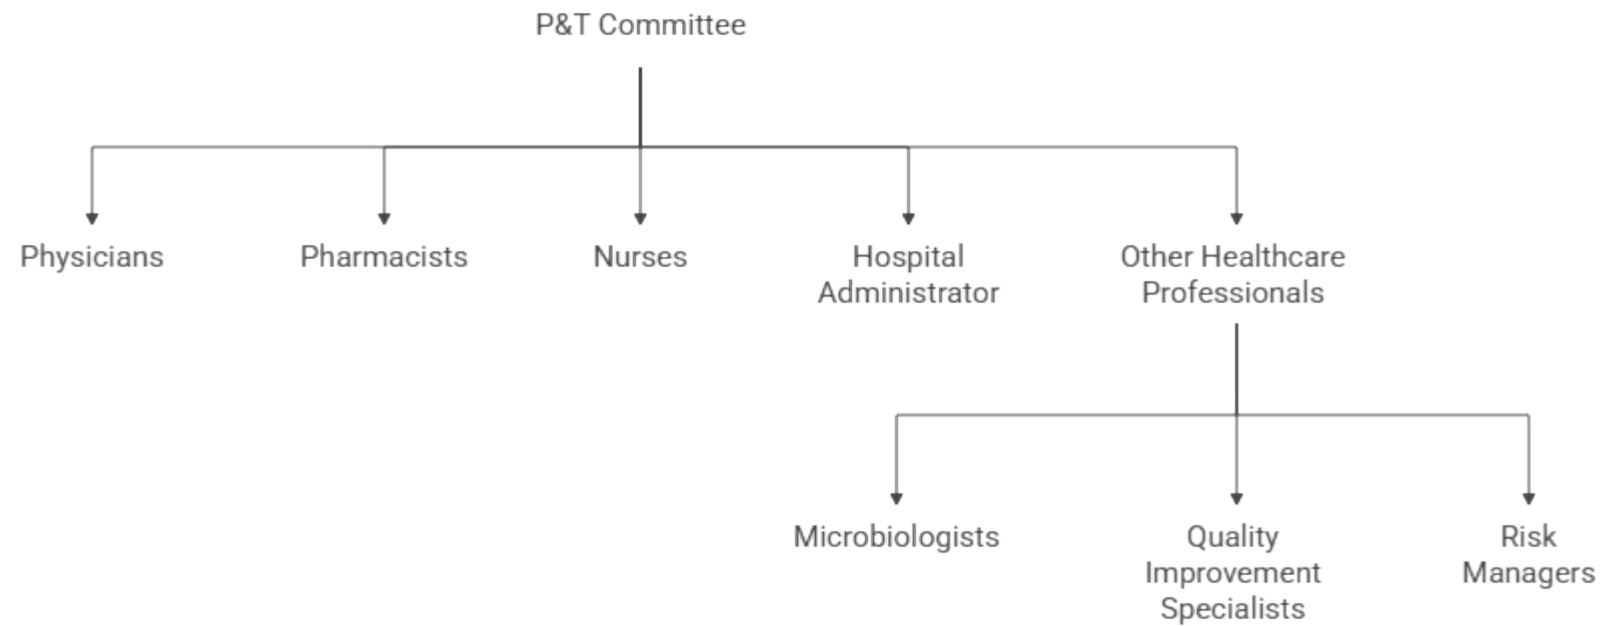 P&T Committee
Physicians
Pharmacists
Nurses
Hospital
Administrator
Other Healthcare
Professionals
Microbiologists
Quality
Improvement
Specialists
Risk
Managers